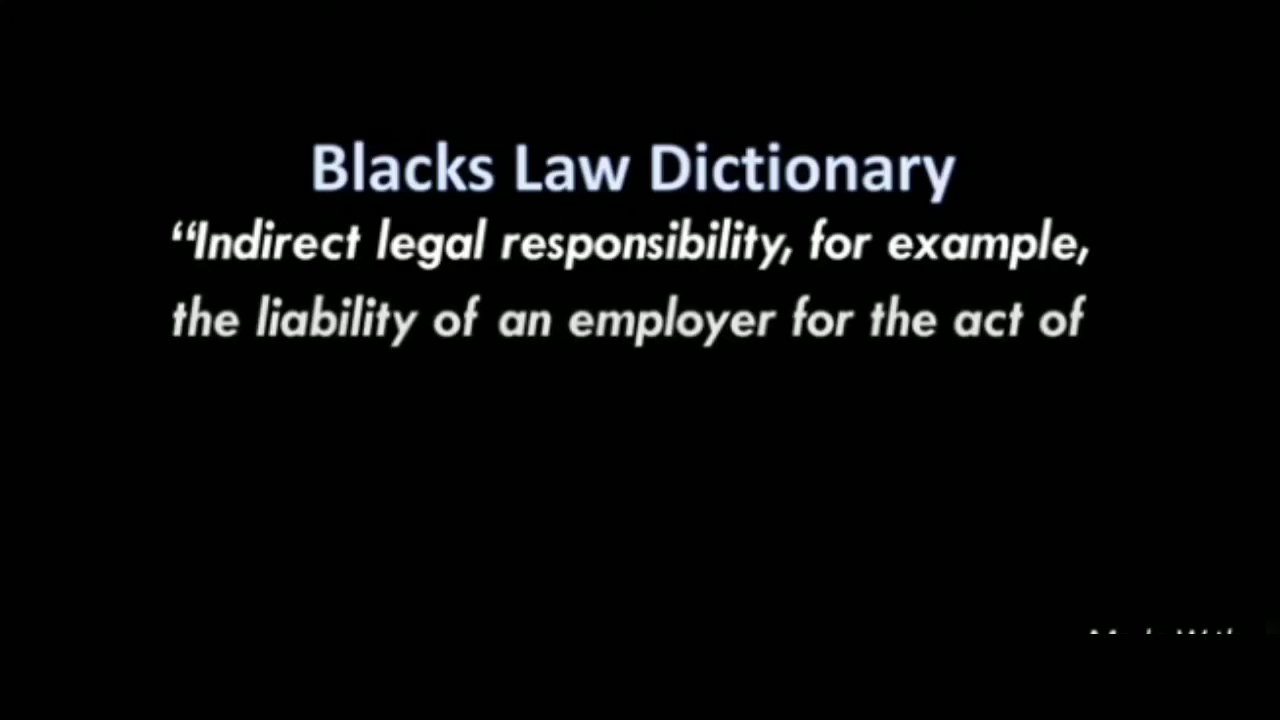 Blacks Law Dictionary
“Indirect legal responsibility, for example,
the liability of an employer for the act of